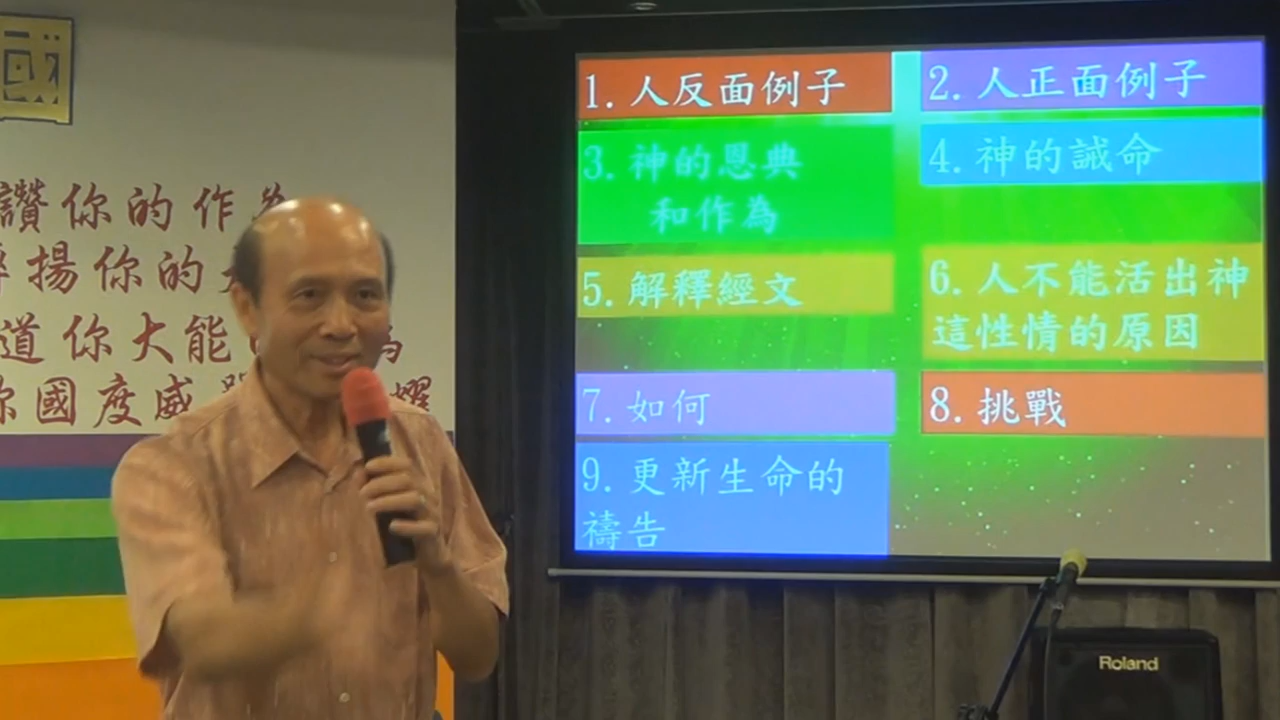 國
讚你的作為
揚你的
道你大能
你國度威
1. 人反面例子
2. 人正面例子
3. 神的恩典
和作為
4. 神的誡命
5. 解釋經文
6. 人不能活出神
這性情的原因
7. 如何
8. 挑戰
9. 更新生命的
禱告
Roland